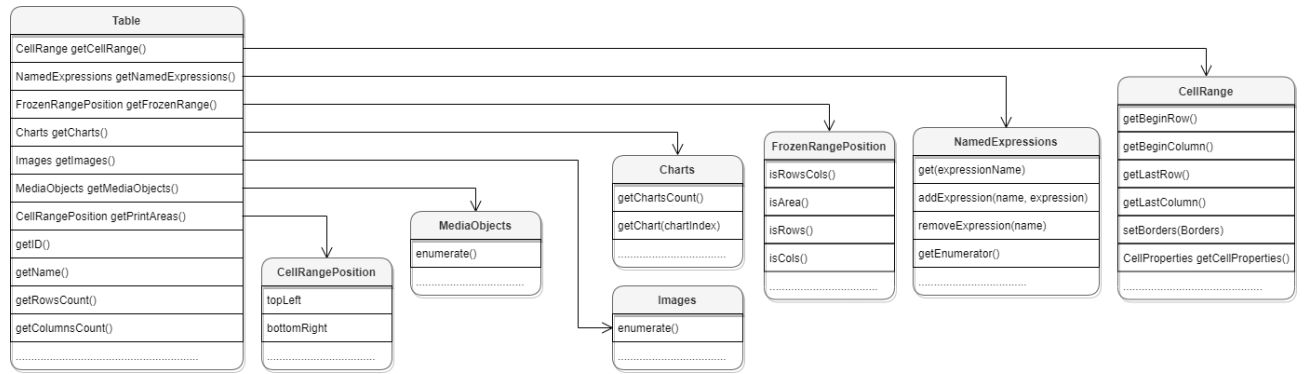 Table
CellRange getCellRange()
NamedExpressions getNamedExpressions()
FrozenRangePosition getFrozenRange()
Charts getCharts()
Images getImages()
MediaObjects getMediaObjects()
CellRangePosition getPrintAreas()
getID()
getName()
getRowsCount()
getColumnsCount()
............................................................
CellRangePosition
topLeft
bottomRight
....................................
MediaObjects
enumerate()
....................................
Charts
getChartsCount()
getChart(chartIndex)
....................................
Images
enumerate()
....................................
FrozenRangePosition
isRowsCols()
isArea()
isRows()
isCols()
....................................
NamedExpressions
get(expressionName)
addExpression(name, expression)
removeExpression(name)
getEnumerator()
....................................
CellRange
getBeginRow()
getBeginColumn()
getLastRow()
getLastColumn()
setBorders(Borders)
CellProperties getCellProperties()
..............................................